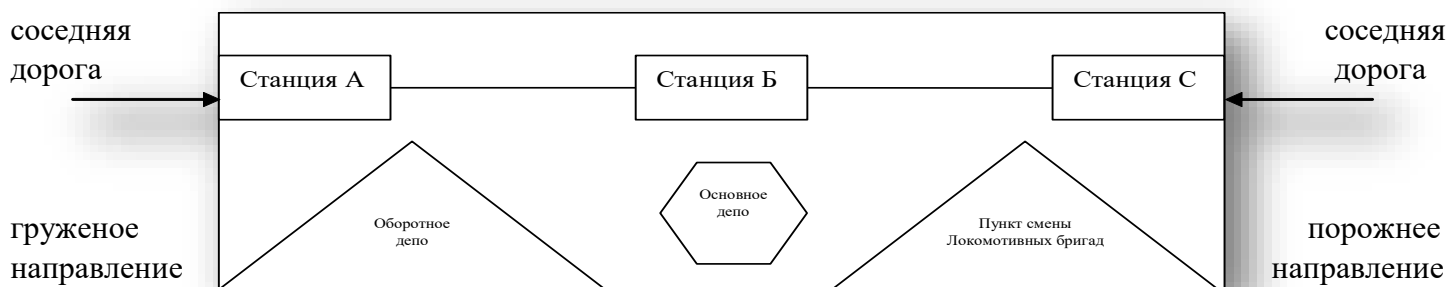 соседняя
дорога
Станция А
Станция Б
Станция С
соседняя
дорога
Оборотное
депо
Основное
депо
Пункт смены
Локомотивных бригад
груженое
направление
порожнее
направление